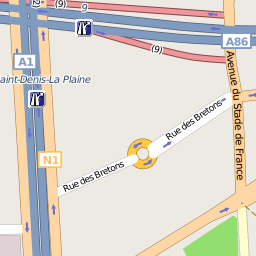 (9)
9
A86
(9)
A1
Saint-Denis-La Plaine
Avenue du Stade de France
Rue des Bretons
N1
Rue des Bretons